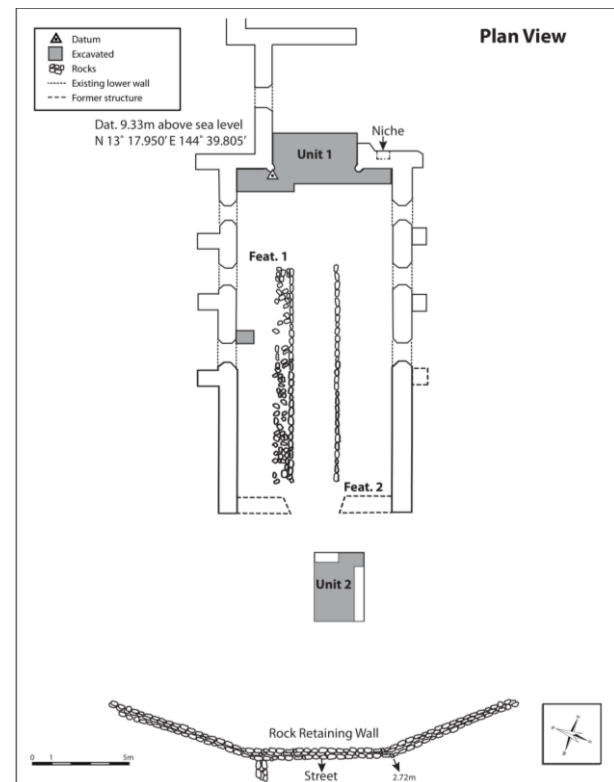 Plan View
Datum
Excavated
Rocks
Existing lower wall
Former structure
Dat. 9.33m above sea level
N 13˚ 17.950′ E 144˚ 39.805′
Niche
Unit 1
Feat. 1
Feat. 2
Unit 2
Rock Retaining Wall
0 1 5m
Street
2.72m